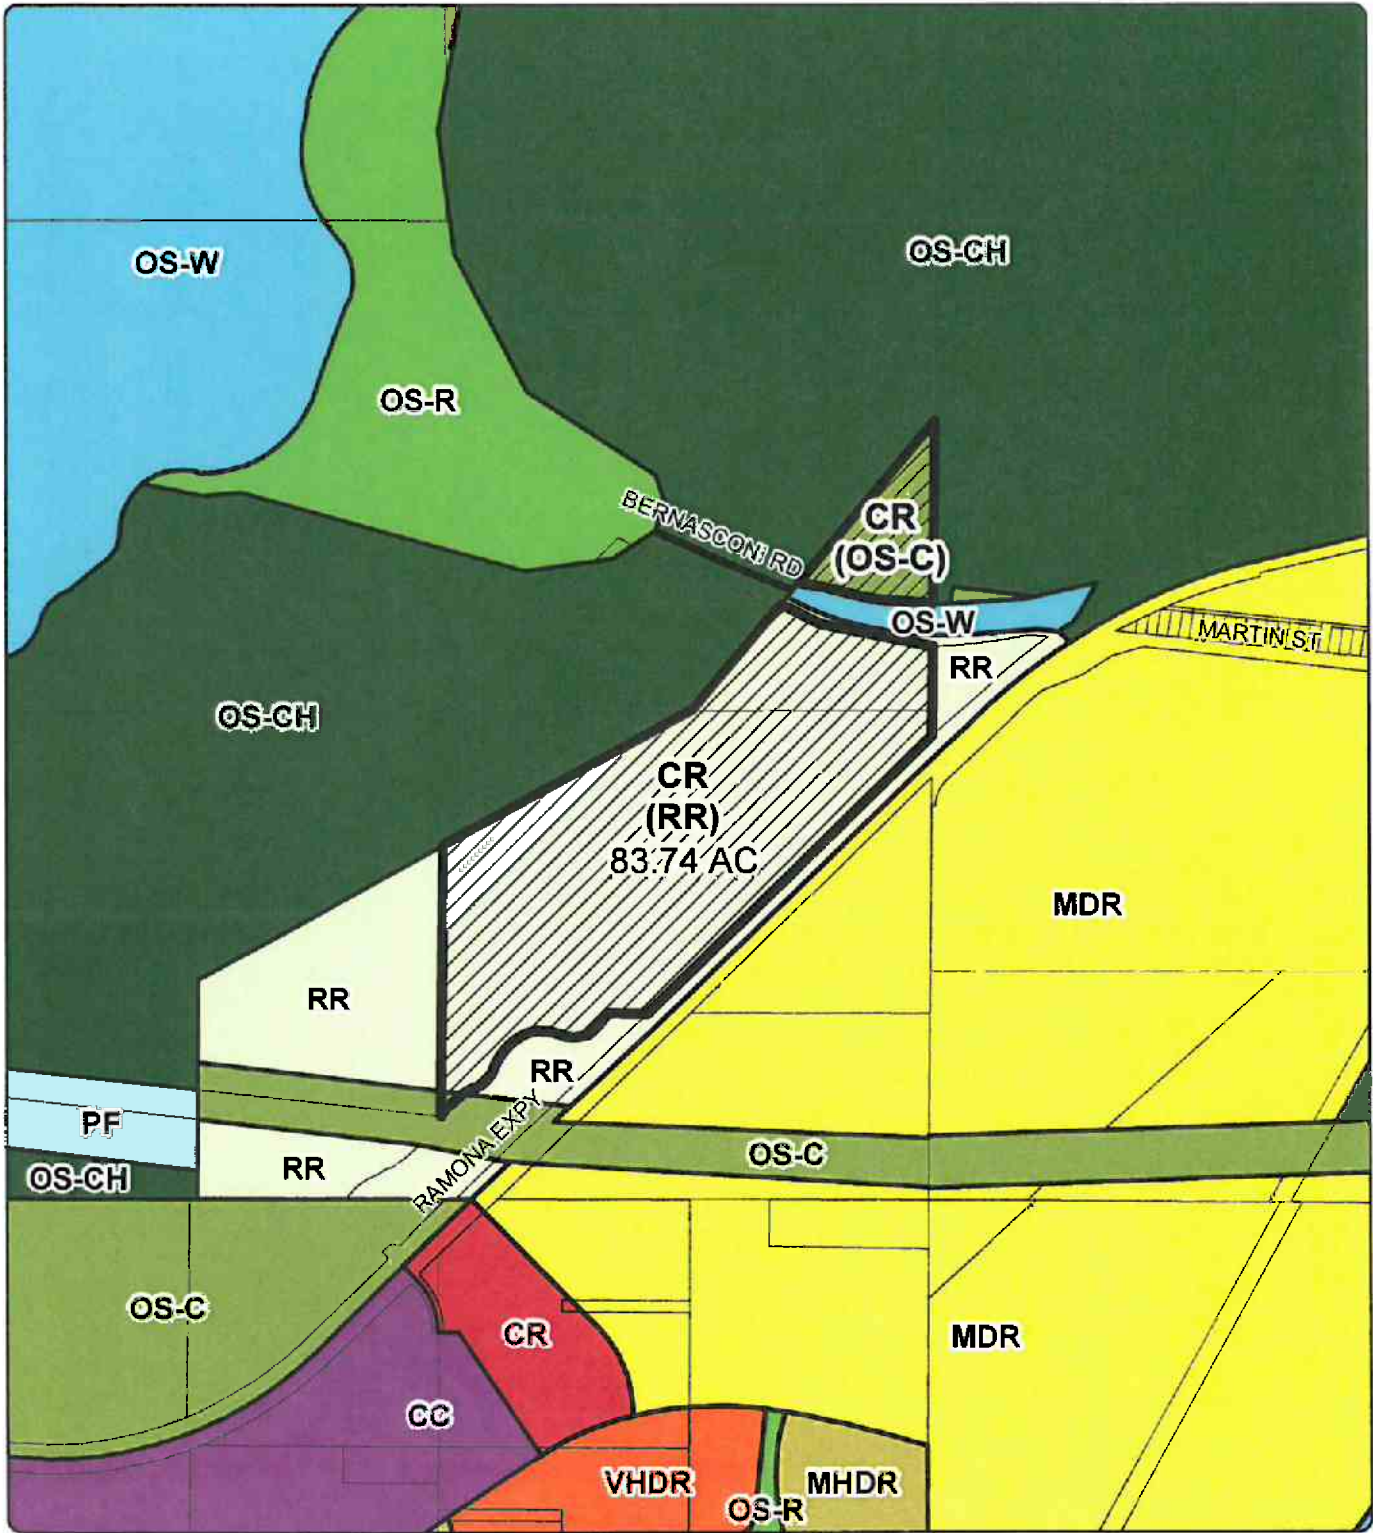 OS-W
OS-CH
OS-R
BERNASCONI RD
CR
(OS-C)
OS-W
MARTIN ST
RR
OS-CH
CR
(RR)
83.74 AC
MDR
RR
RR
PF
RAMONA EXPY
OS-C
RR
OS-CH
OS-C
CR
MDR
CC
VHDR
MHDR
OS-R